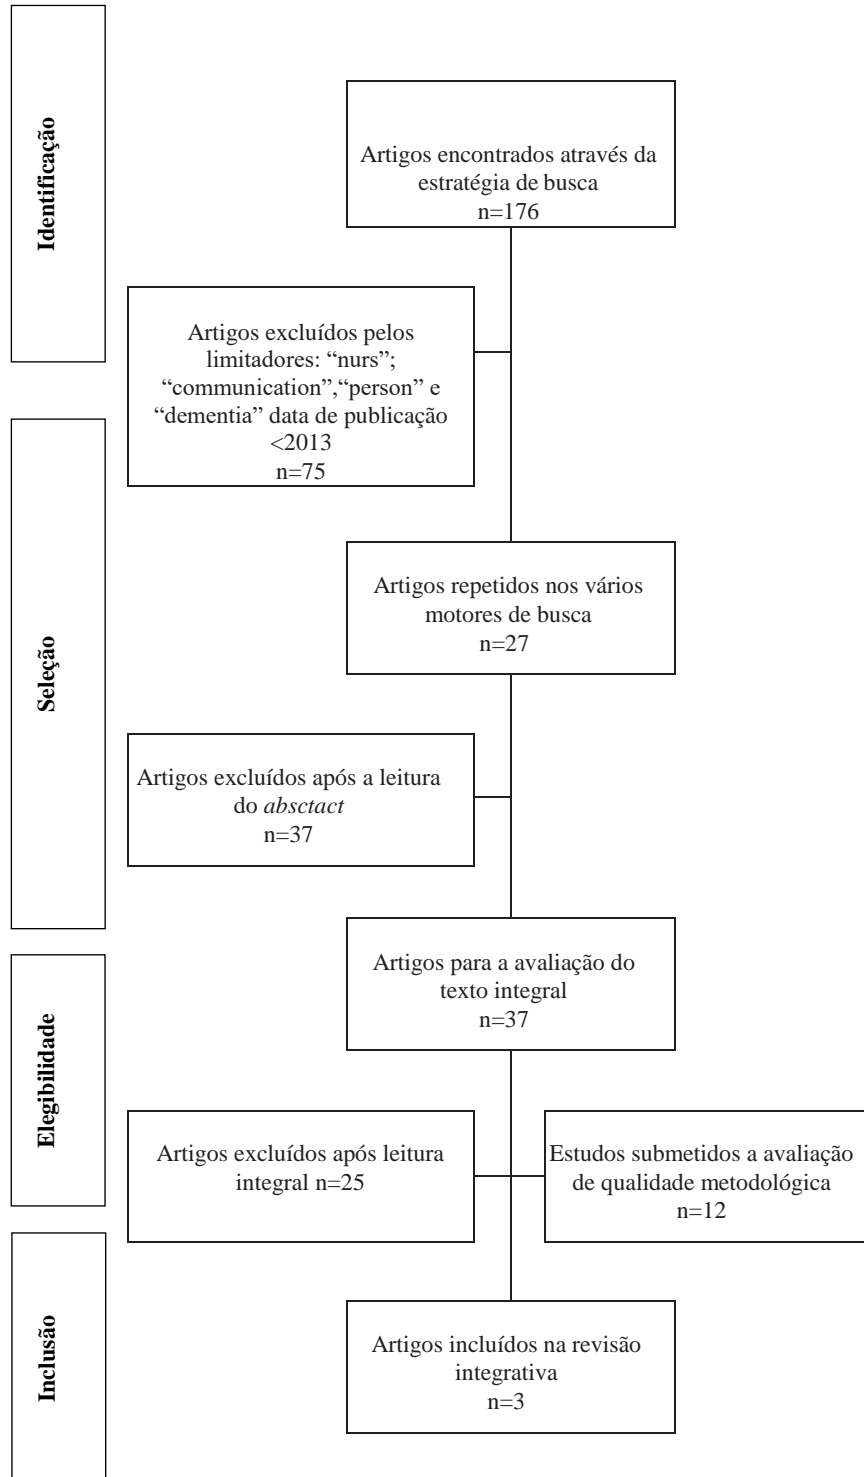 Identificação
Artigos encontrados através da
estratégia de busca
n=176
Artigos excluídos pelos
limitadores: “nurs”;
“communication”,“person” e
“dementia” data de publicação
<2013
n=75
Seleção
Artigos repetidos nos vários
motores de busca
n=27
Artigos excluídos após a leitura
do absctact
n=37
Artigos para a avaliação do
texto integral
n=37
Elegibilidade
Artigos excluídos após leitura
integral n=25
Estudos submetidos a avaliação
de qualidade metodológica
n=12
Inclusão
Artigos incluídos na revisão
integrativa
n=3